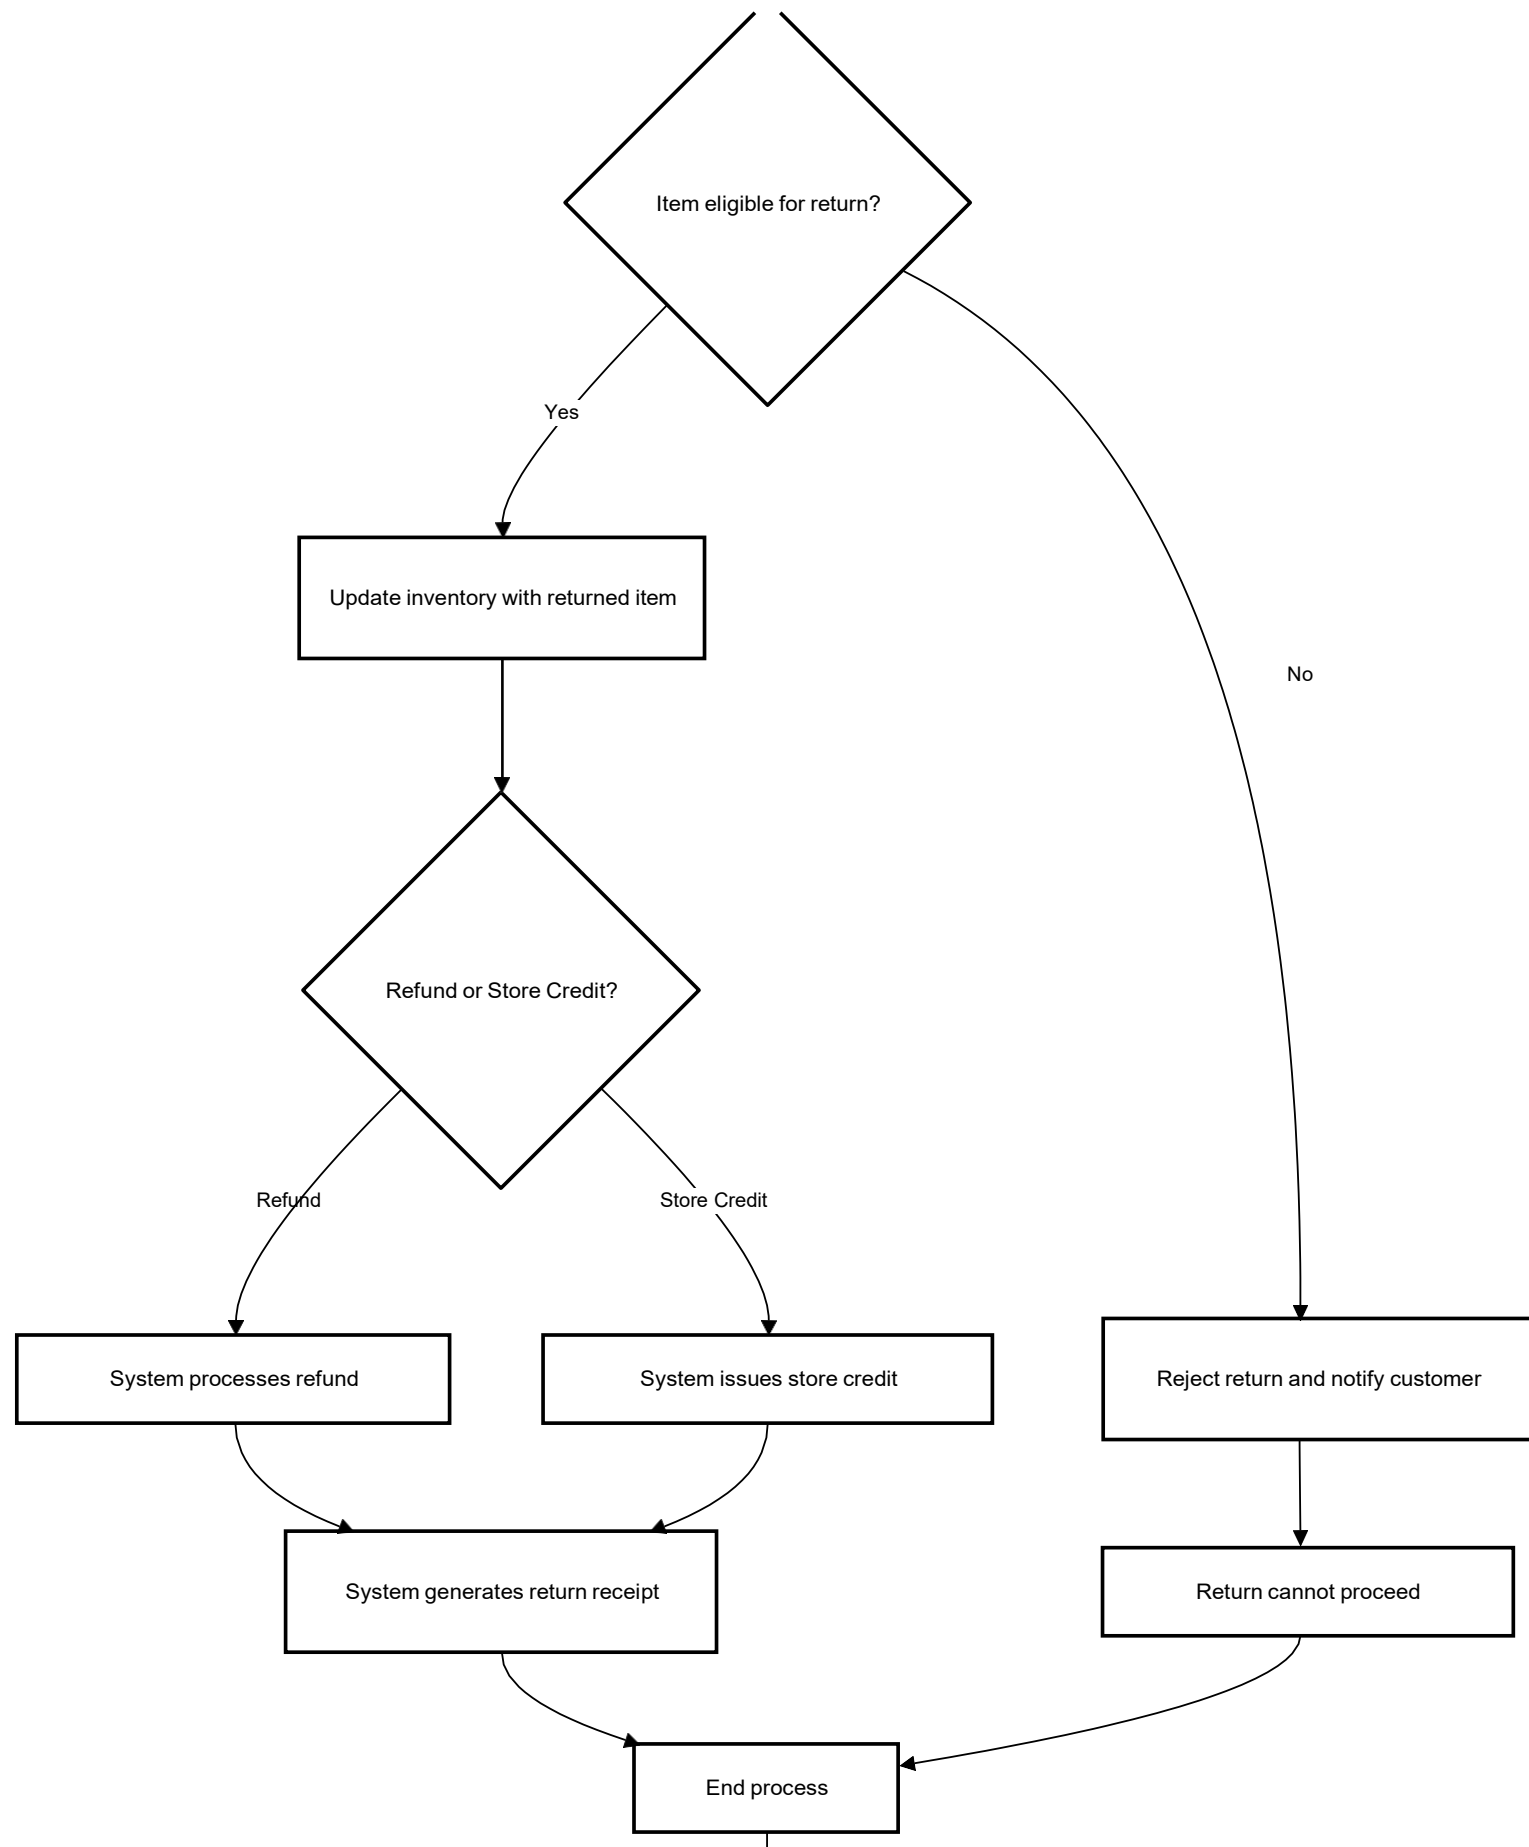 Item eligible for return?
Yes
Update inventory with returned item
No
Refund or Store Credit?
Refund
Store Credit
System processes refund
System issues store credit
Reject return and notify customer
System generates return receipt
Return cannot proceed
End process